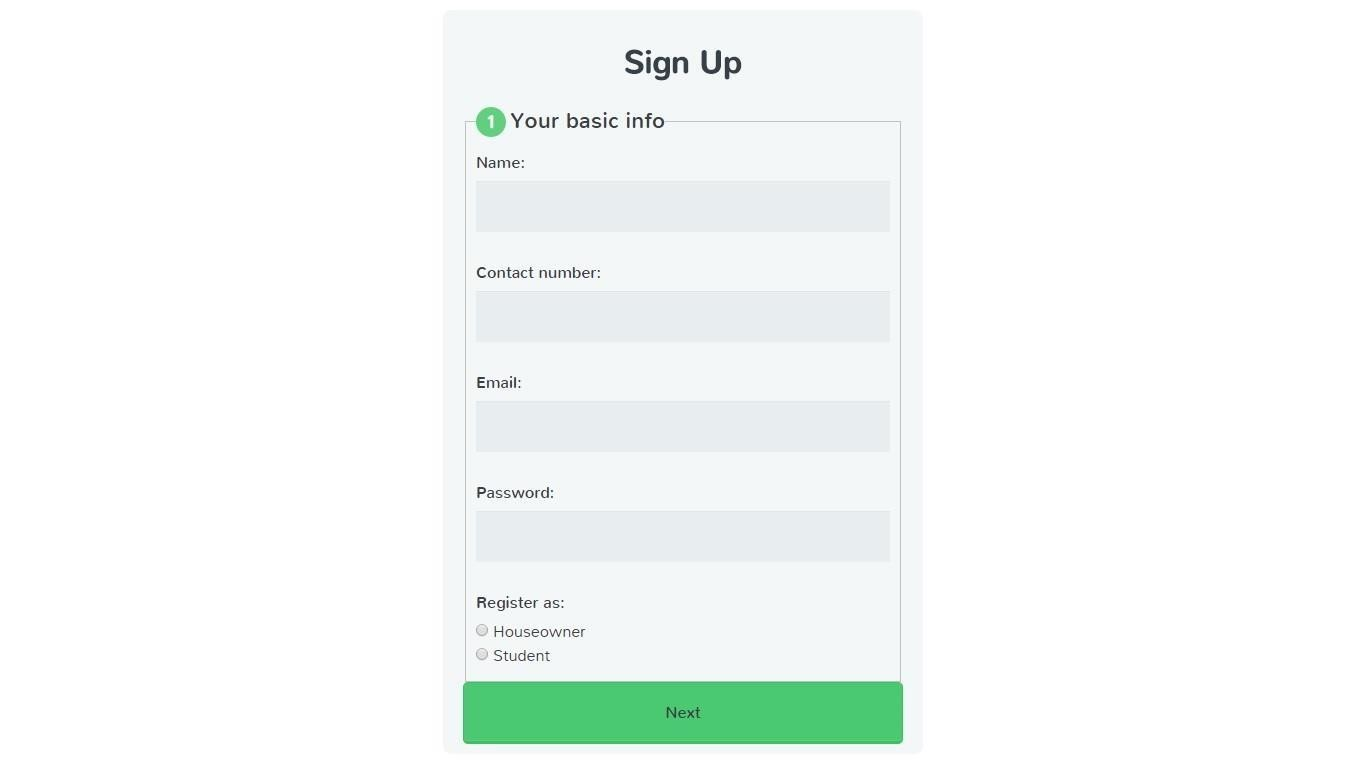 Sign Up
1 Your basic info
Name:
Contact number:
Email:
Password:
Register as:
Houseowner
Student
Next